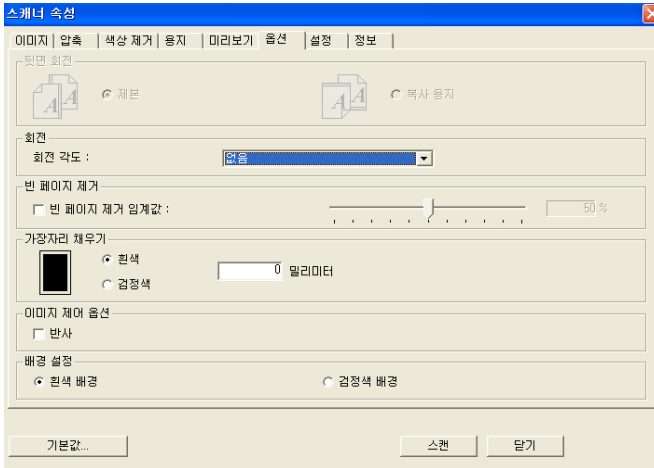 스캐너 속성
이미지 압축 색상 제거 용지 미리보기 옵션 설정 정보
뒷면 회전
A A 제본 A A 복사 용지
회전
회전 각도 : 없음
빈 페이지 제거
빈 페이지 제거 임계값 : 50 %
가장자리 채우기
흰색
0 밀리미터
검정색
이미지 제어 옵션
반사
배경 설정
흰색 배경 검정색 배경
기본값... 스캔 닫기